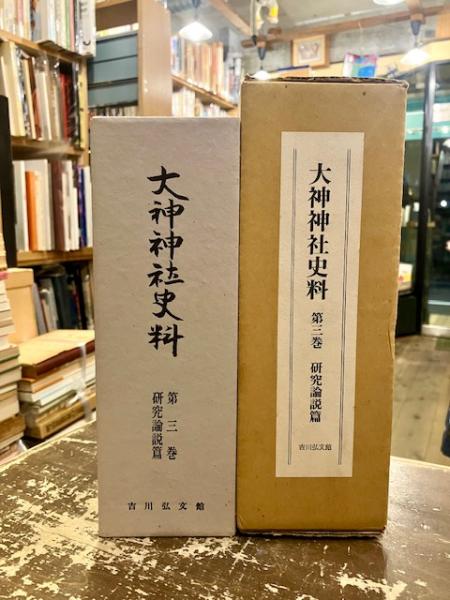 大神神社史料
第三巻
研究論説篇
吉川弘文館
大神神社史料 第三巻 研究論説篇
吉川弘文館